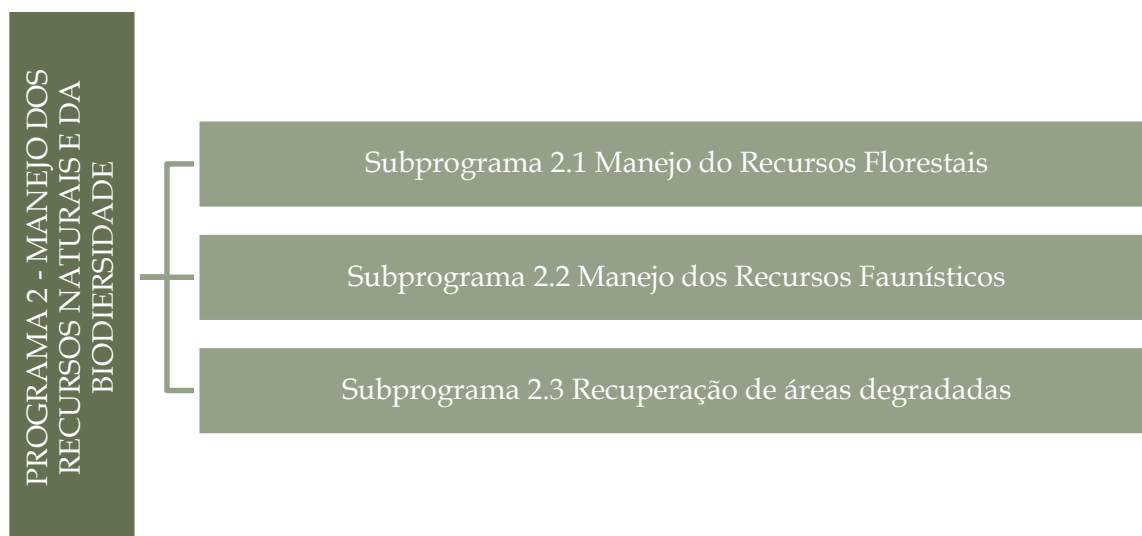 PROGRAMA 2 - MANEJO DOS
RECURSOS NATURAIS E DA
BIODIERSIDADE
Subprograma 2.1 Manejo do Recursos Florestais
Subprograma 2.2 Manejo dos Recursos Faunísticos
Subprograma 2.3 Recuperação de áreas degradadas